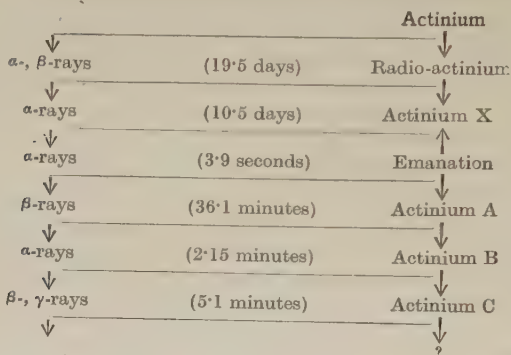 Actinium
α-, β-rays (19·5 days) Radio-actinium
α-rays (10·5 days) Actinium X
α-rays (3·9 seconds) Emanation
β-rays (36·1 minutes) Actinium A
α-rays (2·15 minutes) Actinium B
β-, γ-rays (5·1 minutes) Actinium C
?